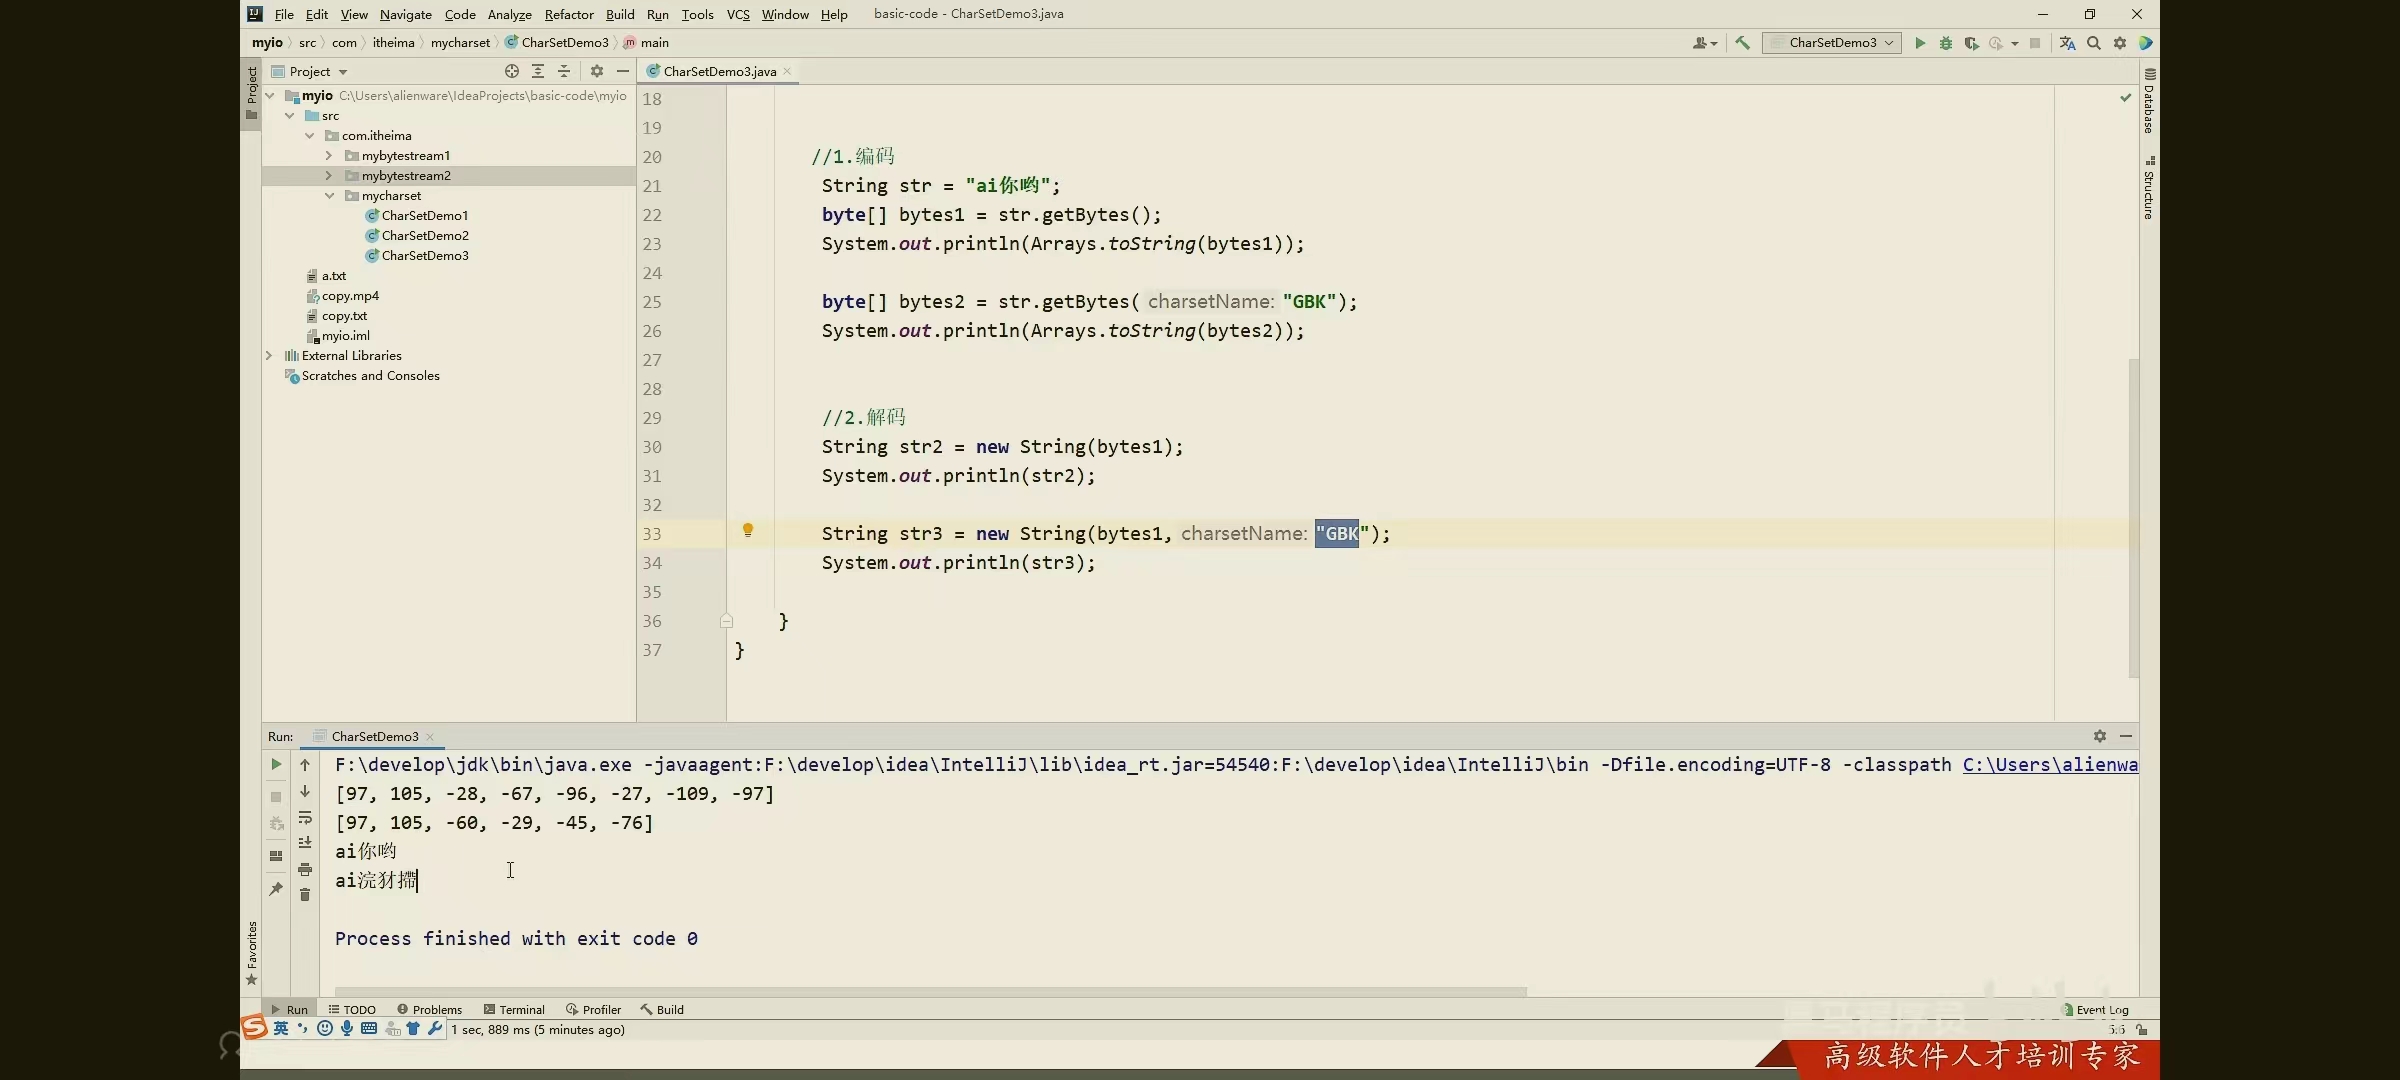 File Edit View Navigate Code Analyze Refactor Build Run Tools VCS Window Help basic-code - CharSetDemo3.java
myio src com itheima mycharset CharSetDemo3 main CharSetDemo3
Project
CharSetDemo3.java
Project
Database
Structure
Favorites
myio C:\Users\alienware\IdeaProjects\basic-code\myio
src
com.itheima
mybytestream1
mybytestream2
mycharset
CharSetDemo1
CharSetDemo2
CharSetDemo3
a.txt
copy.mp4
copy.txt
myio.iml
External Libraries
Scratches and Consoles
18
19
20 //1.编码
21 String str = "ai你哟";
22 byte[] bytes1 = str.getBytes();
23 System.out.println(Arrays.toString(bytes1));
24
25 byte[] bytes2 = str.getBytes( charsetName: "GBK");
26 System.out.println(Arrays.toString(bytes2));
27
28
29 //2.解码
30 String str2 = new String(bytes1);
31 System.out.println(str2);
32
33 String str3 = new String(bytes1, charsetName: "GBK");
34 System.out.println(str3);
35
36 }
37 }
Run: CharSetDemo3
F:\develop\jdk\bin\java.exe -javaagent:F:\develop\idea\IntelliJ\lib\idea_rt.jar=54540:F:\develop\idea\IntelliJ\bin -Dfile.encoding=UTF-8 -classpath C:\Users\alienwa
[97, 105, -28, -67, -96, -27, -109, -97]
[97, 105, -60, -29, -45, -76]
ai你哟
ai浣犲摕
Process finished with exit code 0
Run TODO Problems Terminal Profiler Build Event Log
英 1 sec, 889 ms (5 minutes ago) 5:6
高级软件人才培训专家